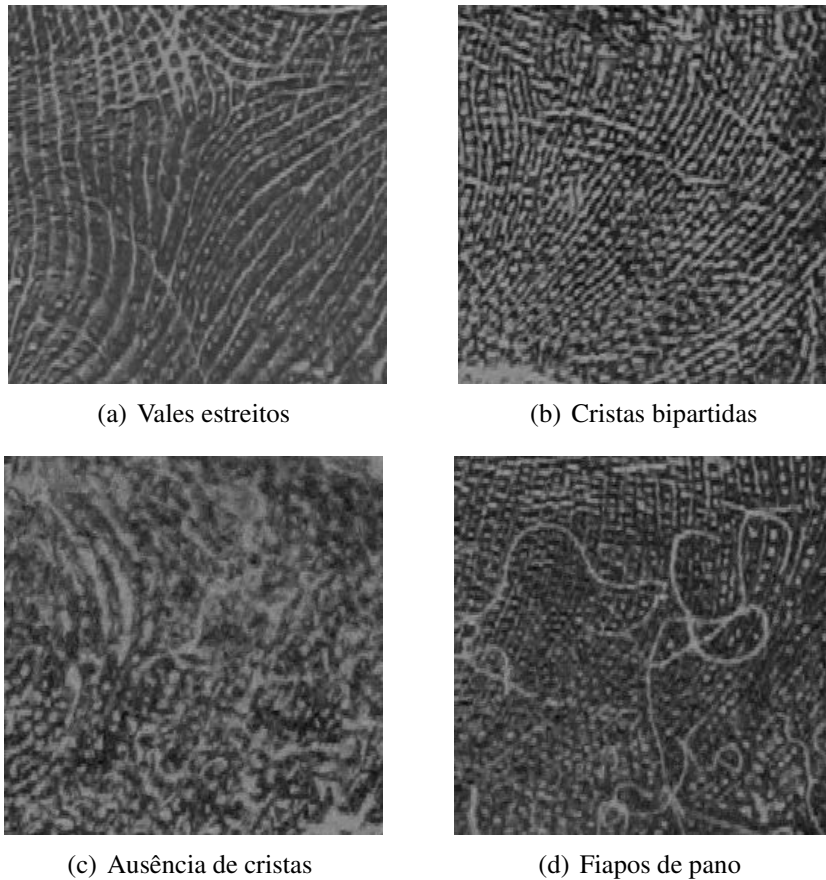 (a) Vales estreitos
(b) Cristas bipartidas
(c) Ausência de cristas
(d) Fiapos de pano